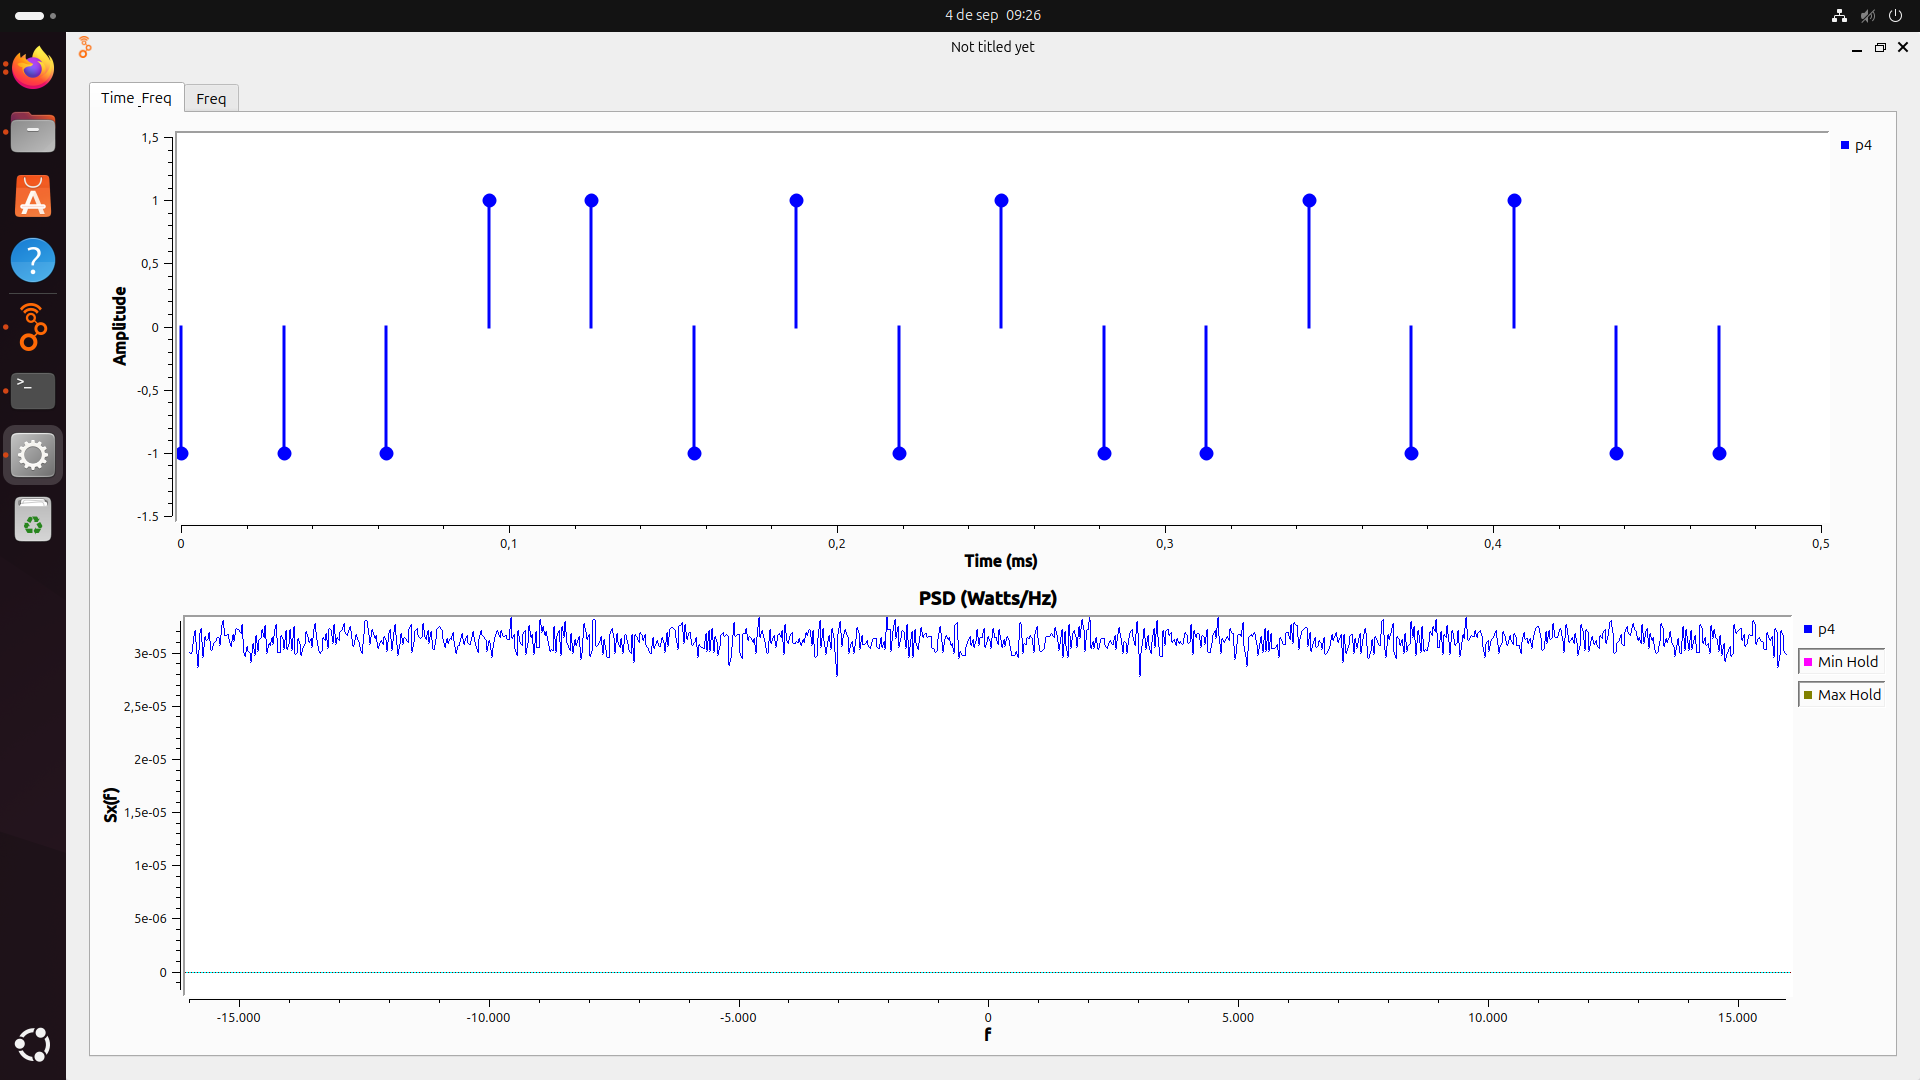 4 de sep 09:26
Not titled yet
Time_Freq
Freq
1,5
1
0,5
0
-0,5
-1
-1.5
Amplitude
p4
0
0,1
0,2
0,3
0,4
0,5
Time (ms)
PSD (Watts/Hz)
3e-05
2,5e-05
2e-05
1,5e-05
1e-05
5e-06
0
Sx(f)
p4
Min Hold
Max Hold
-15.000
-10.000
-5.000
0
5.000
10.000
15.000
f